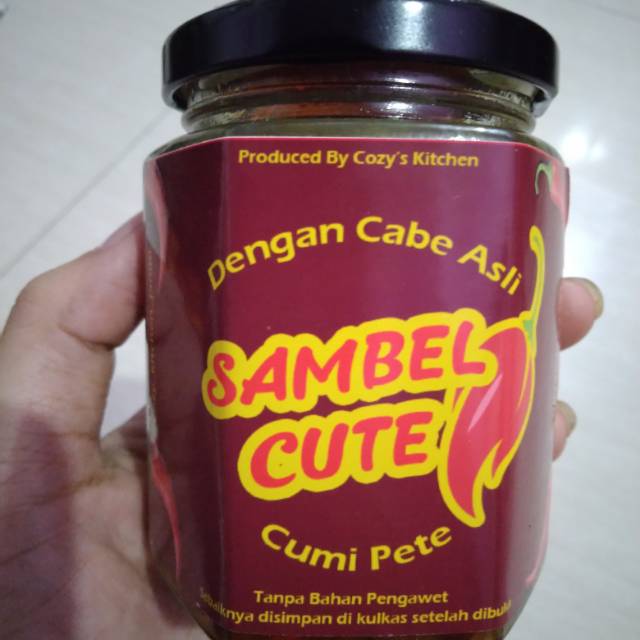 Produced By Cozy's Kitchen
Dengan Cabe Asli
SAMBEL
CUTE
Cumi Pete
Tanpa Bahan Pengawet
Sebaiknya disimpan di kulkas setelah dibuka